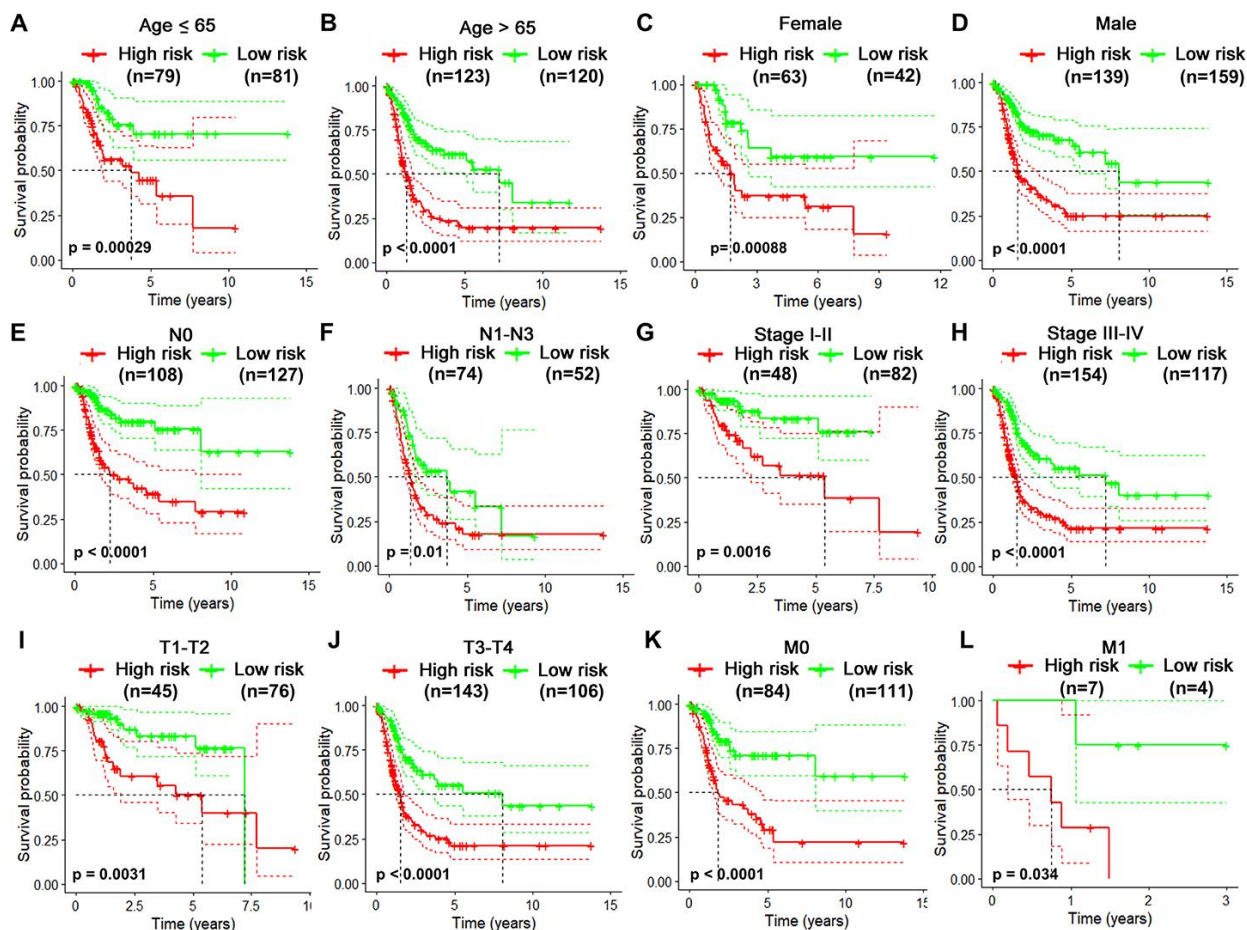 A Age ≤ 65
High risk Low risk
(n=79) (n=81)
Survival probability
1.00
0.75
0.50
0.25
0.00
p = 0.00029
0 5 10 15
Time (years)
B Age > 65
High risk Low risk
(n=123) (n=120)
Survival probability
1.00
0.75
0.50
0.25
0.00
p < 0.0001
0 5 10 15
Time (years)
C Female
High risk Low risk
(n=63) (n=42)
Survival probability
1.00
0.75
0.50
0.25
0.00
p= 0.00088
0 3 6 9 12
Time (years)
D Male
High risk Low risk
(n=139) (n=159)
Survival probability
1.00
0.75
0.50
0.25
0.00
p < 0.0001
0 5 10 15
Time (years)
E N0
High risk Low risk
(n=108) (n=127)
Survival probability
1.00
0.75
0.50
0.25
0.00
p < 0.0001
0 5 10 15
Time (years)
F N1-N3
High risk Low risk
(n=74) (n=52)
Survival probability
1.00
0.75
0.50
0.25
0.00
p = 0.01
0 5 10 15
Time (years)
G Stage I-II
High risk Low risk
(n=48) (n=82)
Survival probability
1.00
0.75
0.50
0.25
0.00
p = 0.0016
0 2.5 5 7.5 10
Time (years)
H Stage III-IV
High risk Low risk
(n=154) (n=117)
Survival probability
1.00
0.75
0.50
0.25
0.00
p < 0.0001
0 5 10 15
Time (years)
I T1-T2
High risk Low risk
(n=45) (n=76)
Survival probability
1.00
0.75
0.50
0.25
0.00
p = 0.0031
0 2.5 5 7.5 10
Time (years)
J T3-T4
High risk Low risk
(n=143) (n=106)
Survival probability
1.00
0.75
0.50
0.25
0.00
p < 0.0001
0 5 10 15
Time (years)
K M0
High risk Low risk
(n=84) (n=111)
Survival probability
1.00
0.75
0.50
0.25
0.00
p < 0.0001
0 5 10 15
Time (years)
L M1
High risk Low risk
(n=7) (n=4)
Survival probability
1.00
0.75
0.50
0.25
0.00
p = 0.034
0 1 2 3
Time (years)